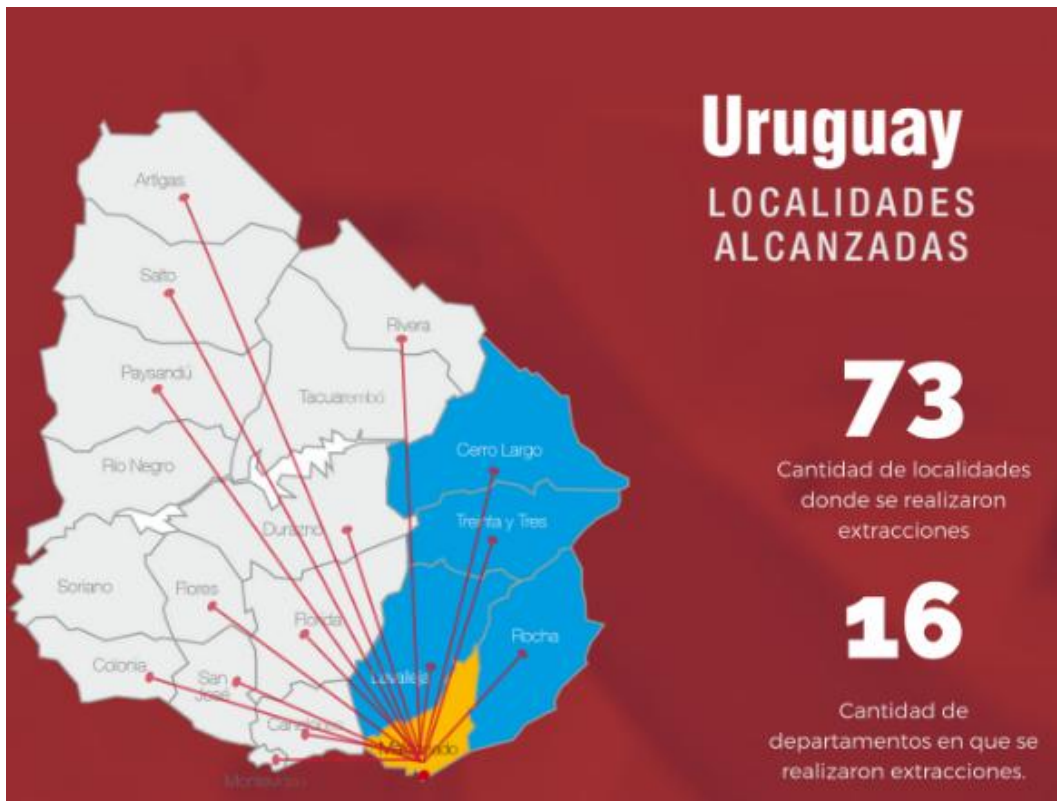 Uruguay
LOCALIDADES
ALCANZADAS
Artigas
Salto
Rivera
Paysandú
Tacuarembó
Cerro Largo
Río Negro
Trenta y Tres
Durazno
Soriano
Flores
Florida
Rocha
Colonia
San
José
Lavalleja
Canelones
Maldonado
Montevideo
73
Cantidad de localidades
donde se realizaron
extracciones
16
Cantidad de
departamentos en que se
realizaron extracciones.